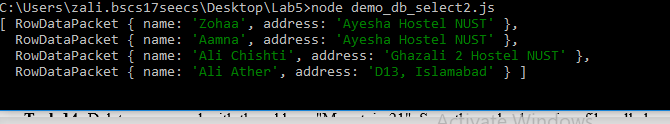 C:\Users\zali.bscs17seecs\Desktop\Lab5>node demo_db_select2.js
[ RowDataPacket { name: 'Zohaa', address: 'Ayesha Hostel NUST' },
  RowDataPacket { name: 'Aamna', address: 'Ayesha Hostel NUST' },
  RowDataPacket { name: 'Ali Chishti', address: 'Ghazali 2 Hostel NUST' },
  RowDataPacket { name: 'Ali Ather', address: 'D13, Islamabad' } ]
Activate Windows